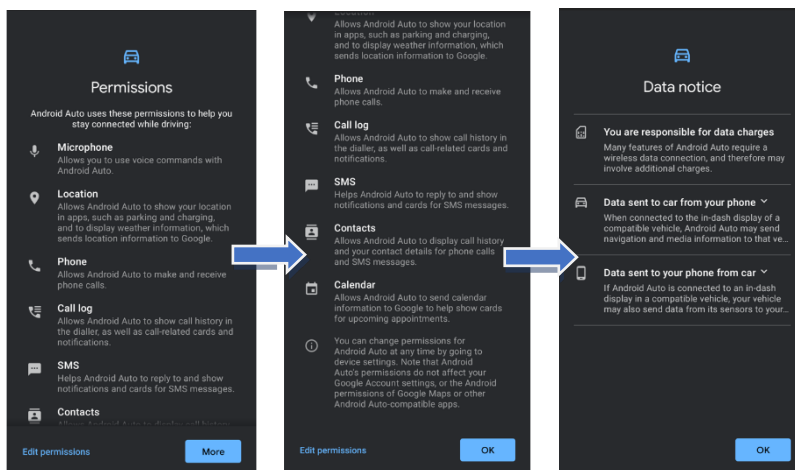 Permissions
Android Auto uses these permissions to help you
stay connected while driving:
Microphone
Allows you to use voice commands with
Android Auto.
Location
Allows Android Auto to show your location
in apps, such as parking and charging,
and to display weather information, which
sends location information to Google.
Phone
Allows Android Auto to make and receive
phone calls.
Call log
Allows Android Auto to show call history in
the dialler, as well as call-related cards and
notifications.
SMS
Helps Android Auto to reply to and show
notifications and cards for SMS messages.
Contacts
Allows Android Auto to display call history
Edit permissions
More
Location
Allows Android Auto to show your location
in apps, such as parking and charging,
and to display weather information, which
sends location information to Google.
Phone
Allows Android Auto to make and receive
phone calls.
Call log
Allows Android Auto to show call history in
the dialler, as well as call-related cards and
notifications.
SMS
Helps Android Auto to reply to and show
notifications and cards for SMS messages.
Contacts
Allows Android Auto to display call history
and your contact details for phone calls
and SMS messages.
Calendar
Allows Android Auto to send calendar
information to Google to help show cards
for upcoming appointments.
You can change permissions for
Android Auto at any time by going to
device settings. Note that Android
Auto's permissions do not affect your
Google Account settings, or the Android
permissions of Google Maps or other
Android Auto-compatible apps.
Edit permissions
OK
Data notice
You are responsible for data charges
Many features of Android Auto require a
wireless data connection, and therefore may
involve additional charges.
Data sent to car from your phone
When connected to the in-dash display of a
compatible vehicle, Android Auto may send
navigation and media information to that ve...
Data sent to your phone from car
If Android Auto is connected to an in-dash
display in a compatible vehicle, your vehicle
may also send data from its sensors to your...
OK